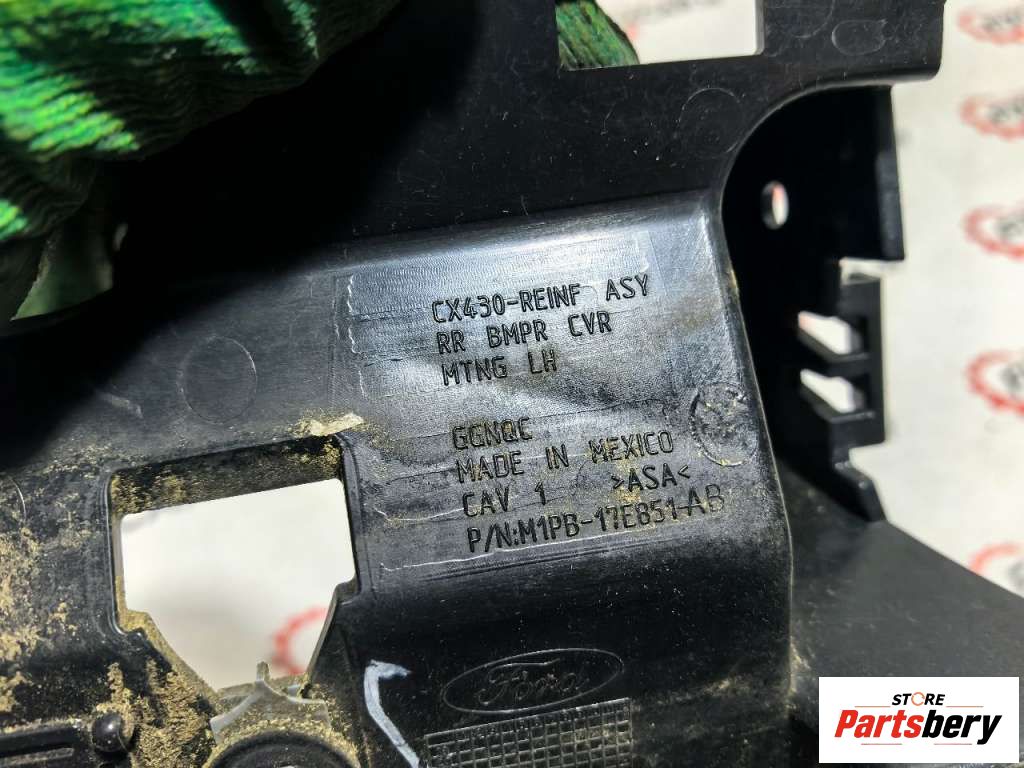 CX430-REINF ASY
RR BMPR CVR
MTNG LH
GGNQC
MADE IN MEXICO
CAV 1 >ASA<
P/N:M1PB-17E851-AB
Ford
STORE
Partsbery